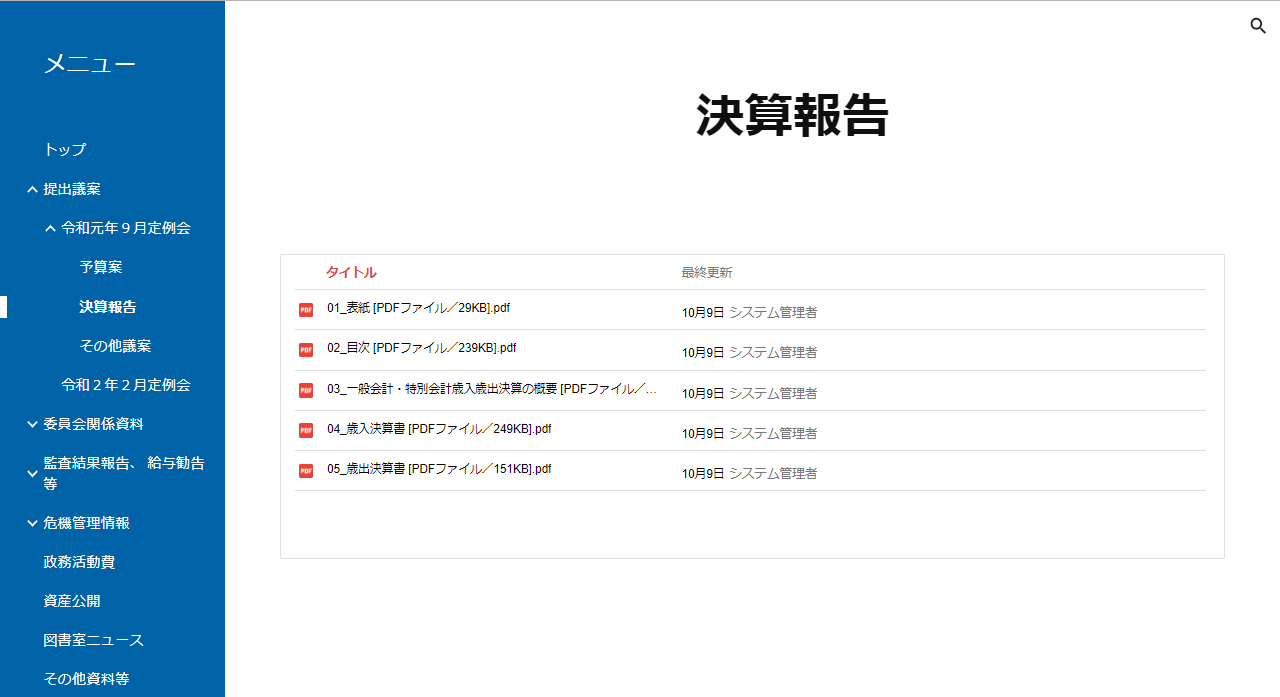 メニュー
トップ
提出議案
令和元年９月定例会
予算案
決算報告
その他議案
令和２年２月定例会
委員会関係資料
監査結果報告、 給与勧告
等
危機管理情報
政務活動費
資産公開
図書室ニュース
その他資料等
決算報告
タイトル 最終更新
PDF 01_表紙 [PDFファイル／29KB].pdf 10月9日 システム管理者
PDF 02_目次 [PDFファイル／239KB].pdf 10月9日 システム管理者
PDF 03_一般会計・特別会計歳入歳出決算の概要 [PDFファイル／... 10月9日 システム管理者
PDF 04_歳入決算書 [PDFファイル／249KB].pdf 10月9日 システム管理者
PDF 05_歳出決算書 [PDFファイル／151KB].pdf 10月9日 システム管理者